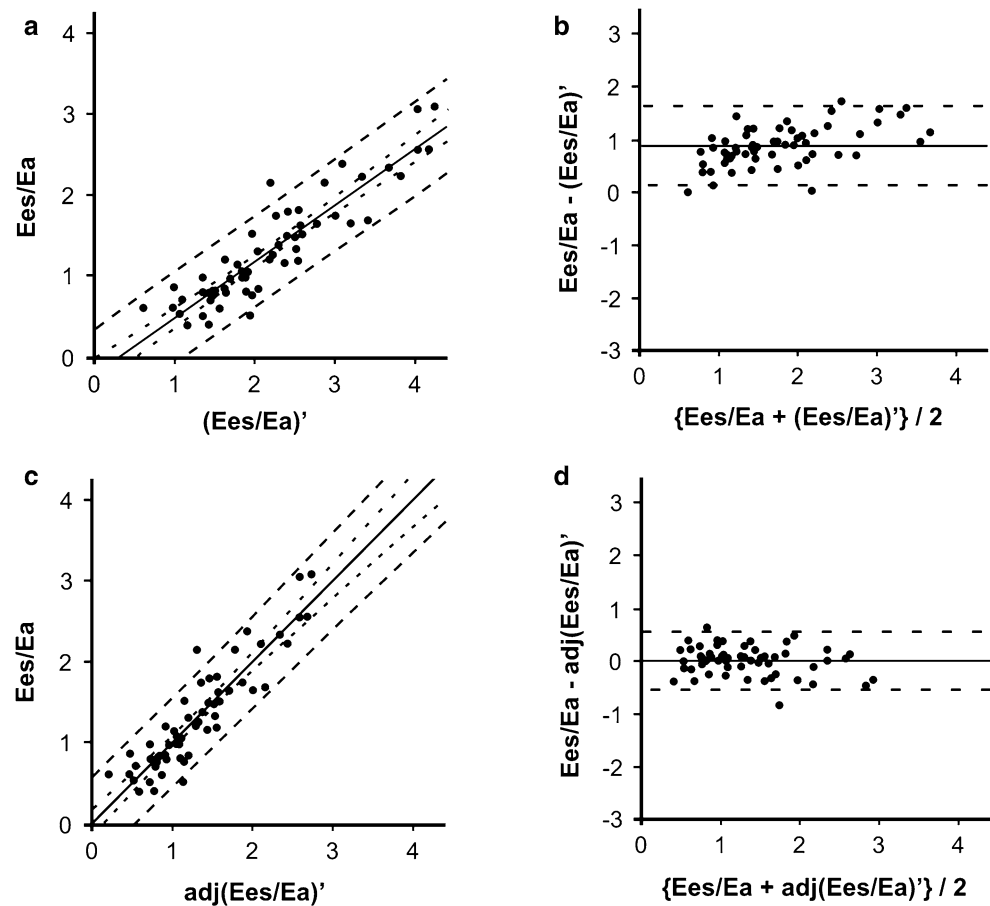 a
4
3
2
1
0
Ees/Ea
0 1 2 3 4
(Ees/Ea)’
b
3
2
1
0
-1
-2
-3
Ees/Ea - (Ees/Ea)’
0 1 2 3 4
{Ees/Ea + (Ees/Ea)’} / 2
c
4
3
2
1
0
Ees/Ea
0 1 2 3 4
adj(Ees/Ea)’
d
3
2
1
0
-1
-2
-3
Ees/Ea - adj(Ees/Ea)’
0 1 2 3 4
{Ees/Ea + adj(Ees/Ea)’} / 2